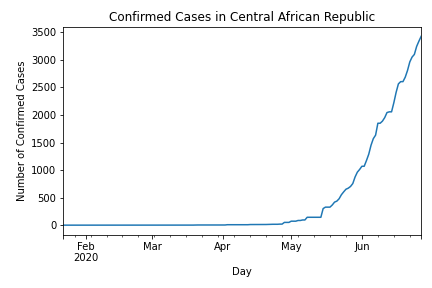 Confirmed Cases in Central African Republic
3500
3000
2500
2000
1500
1000
500
0
Number of Confirmed Cases
Feb Mar Apr May Jun
2020
Day